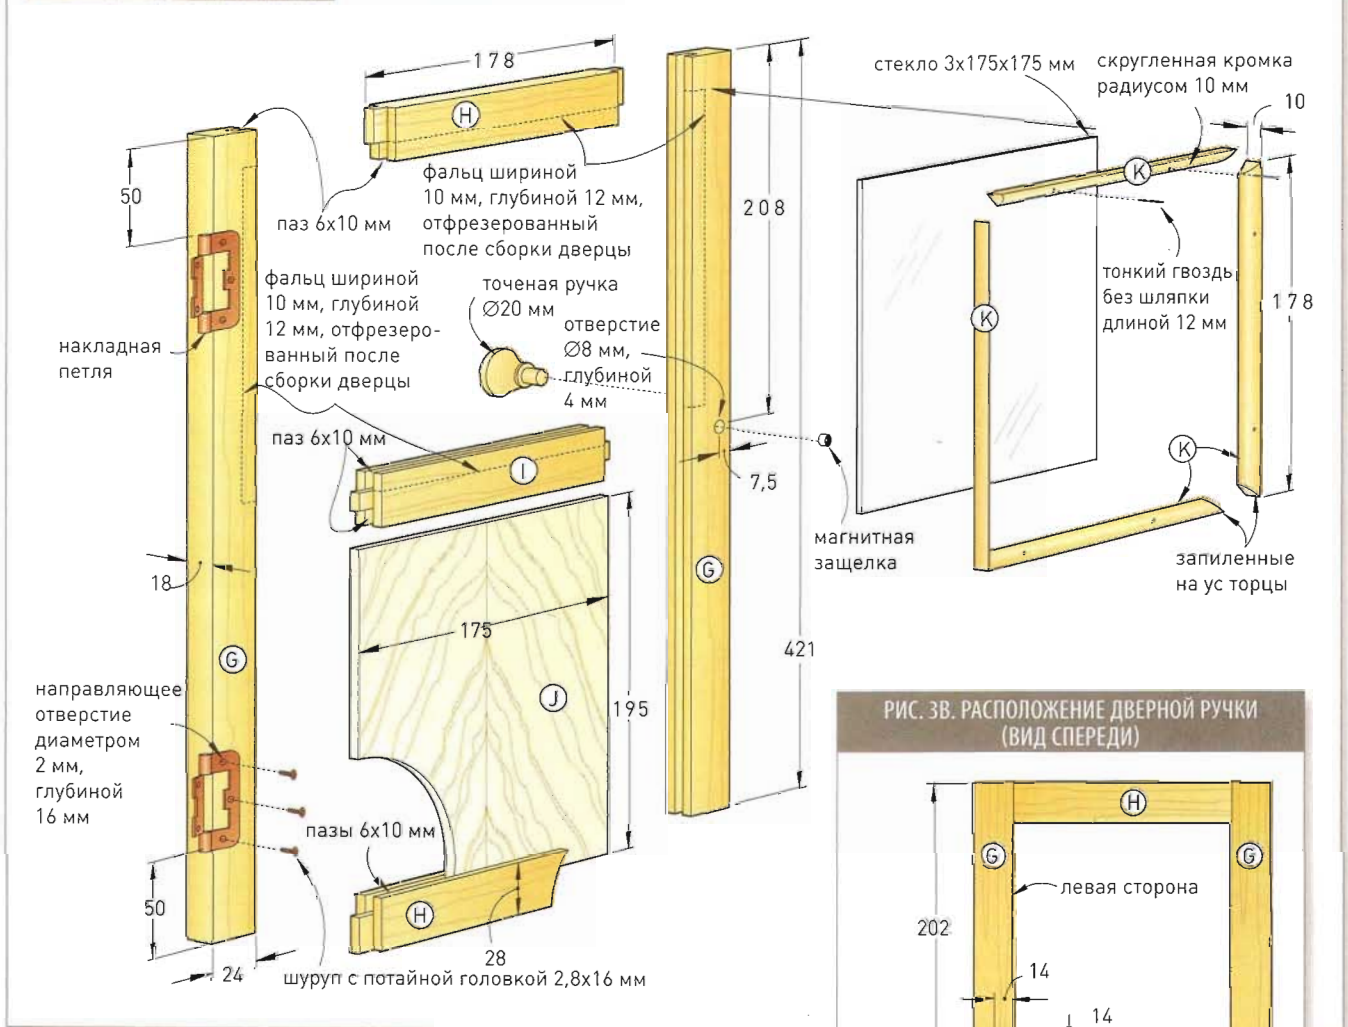 178
H
фальц шириной
10 мм, глубиной 12 мм,
отфрезерованный
после сборки дверцы
паз 6х10 мм
50
фальц шириной
10 мм, глубиной
12 мм, отфрезеро-
ванный после
сборки дверцы
накладная
петля
точеная ручка
Ø20 мм
отверстие
Ø8 мм,
глубиной
4 мм
208
стекло 3х175х175 мм
скругленная кромка
радиусом 10 мм
10
K
K
тонкий гвоздь
без шляпки
длиной 12 мм
178
K
запиленные
на ус торцы
паз 6х10 мм
I
7,5
магнитная
защелка
18
G
G
175
J
195
421
направляющее
отверстие
диаметром
2 мм,
глубиной
16 мм
пазы 6х10 мм
H
28
50
24
шуруп с потайной головкой 2,8х16 мм
РИС. 3В. РАСПОЛОЖЕНИЕ ДВЕРНОЙ РУЧКИ
(ВИД СПЕРЕДИ)
H
G
G
левая сторона
202
14
14